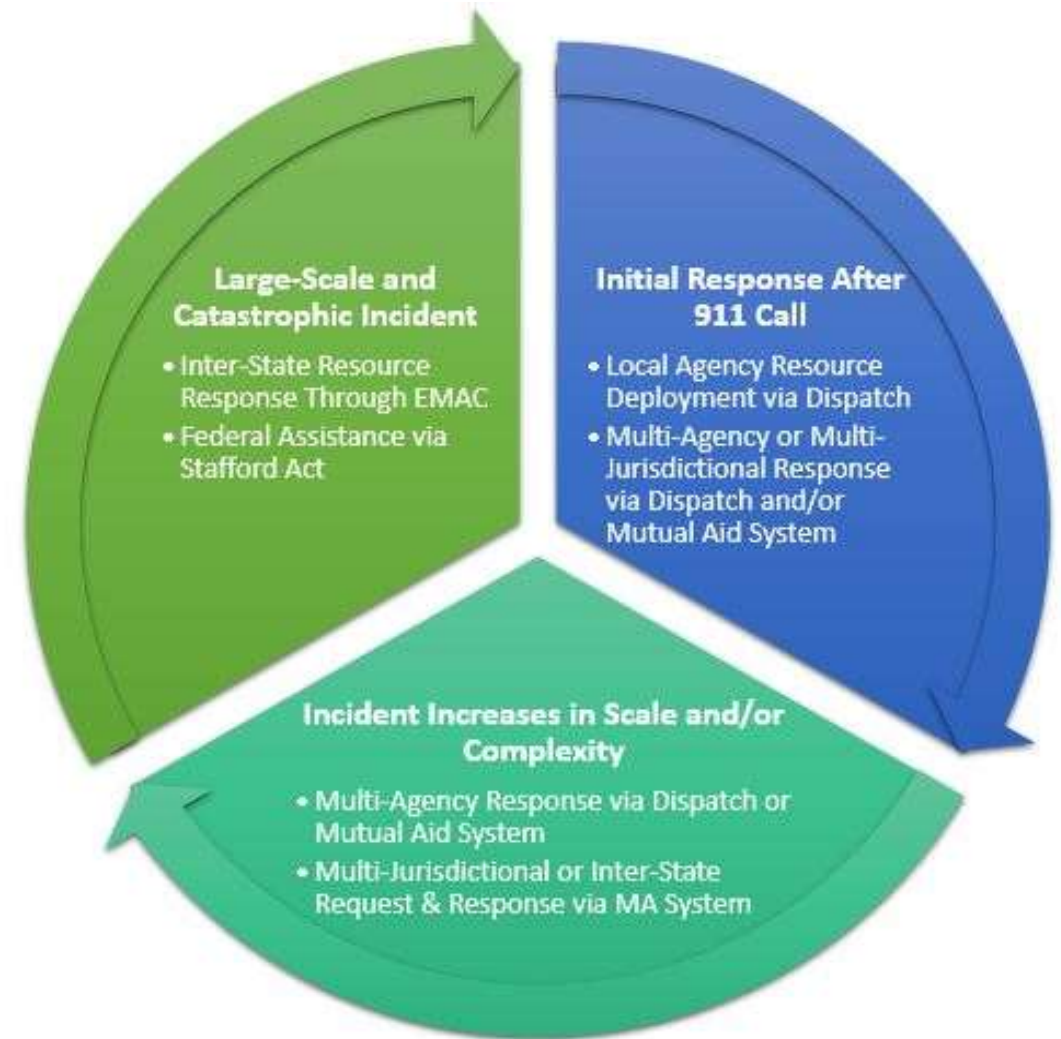 Large-Scale and
Catastrophic Incident
• Inter-State Resource
Response Through EMAC
• Federal Assistance via
Stafford Act
Initial Response After
911 Call
• Local Agency Resource
Deployment via Dispatch
• Multi-Agency or Multi-
Jurisdictional Response
via Dispatch and/or
Mutual Aid System
Incident Increases in Scale and/or
Complexity
• Multi-Agency Response via Dispatch or
Mutual Aid System
• Multi-Jurisdictional or Inter-State
Request & Response via MA System